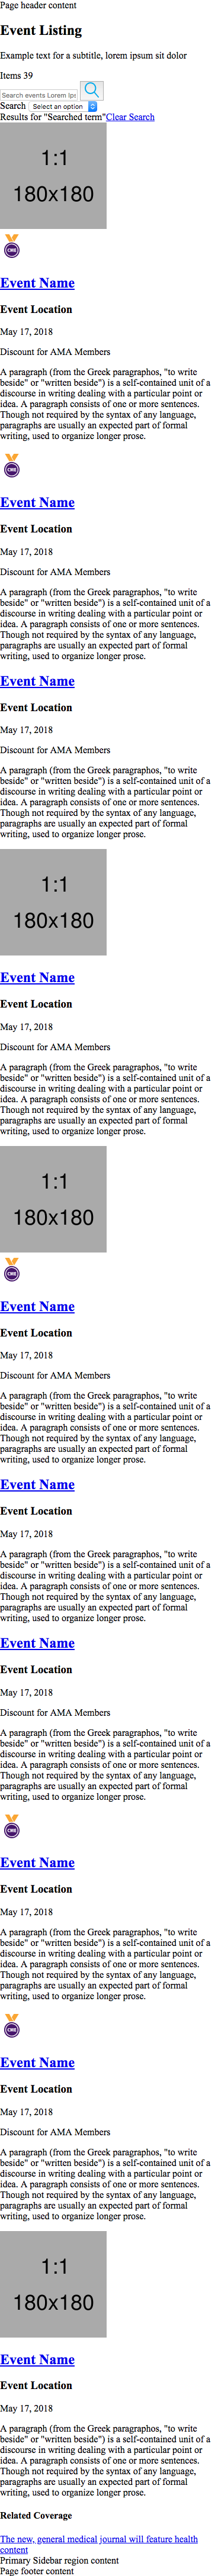 Page header content
Event Listing
Example text for a subtitle, lorem ipsum sit dolor
Items 39
Search events Lorem Ips
Search Select an option
Results for "Searched term"Clear Search
1:1
180x180
CME
Event Name
Event Location
May 17, 2018
Discount for AMA Members
A paragraph (from the Greek paragraphos, "to write
beside" or "written beside") is a self-contained unit of a
discourse in writing dealing with a particular point or
idea. A paragraph consists of one or more sentences.
Though not required by the syntax of any language,
paragraphs are usually an expected part of formal
writing, used to organize longer prose.
CME
Event Name
Event Location
May 17, 2018
Discount for AMA Members
A paragraph (from the Greek paragraphos, "to write
beside" or "written beside") is a self-contained unit of a
discourse in writing dealing with a particular point or
idea. A paragraph consists of one or more sentences.
Though not required by the syntax of any language,
paragraphs are usually an expected part of formal
writing, used to organize longer prose.
Event Name
Event Location
May 17, 2018
Discount for AMA Members
A paragraph (from the Greek paragraphos, "to write
beside" or "written beside") is a self-contained unit of a
discourse in writing dealing with a particular point or
idea. A paragraph consists of one or more sentences.
Though not required by the syntax of any language,
paragraphs are usually an expected part of formal
writing, used to organize longer prose.
1:1
180x180
Event Name
Event Location
May 17, 2018
Discount for AMA Members
A paragraph (from the Greek paragraphos, "to write
beside" or "written beside") is a self-contained unit of a
discourse in writing dealing with a particular point or
idea. A paragraph consists of one or more sentences.
Though not required by the syntax of any language,
paragraphs are usually an expected part of formal
writing, used to organize longer prose.
1:1
180x180
CME
Event Name
Event Location
May 17, 2018
Discount for AMA Members
A paragraph (from the Greek paragraphos, "to write
beside" or "written beside") is a self-contained unit of a
discourse in writing dealing with a particular point or
idea. A paragraph consists of one or more sentences.
Though not required by the syntax of any language,
paragraphs are usually an expected part of formal
writing, used to organize longer prose.
Event Name
Event Location
May 17, 2018
A paragraph (from the Greek paragraphos, "to write
beside" or "written beside") is a self-contained unit of a
discourse in writing dealing with a particular point or
idea. A paragraph consists of one or more sentences.
Though not required by the syntax of any language,
paragraphs are usually an expected part of formal
writing, used to organize longer prose.
Event Name
Event Location
May 17, 2018
Discount for AMA Members
A paragraph (from the Greek paragraphos, "to write
beside" or "written beside") is a self-contained unit of a
discourse in writing dealing with a particular point or
idea. A paragraph consists of one or more sentences.
Though not required by the syntax of any language,
paragraphs are usually an expected part of formal
writing, used to organize longer prose.
CME
Event Name
Event Location
May 17, 2018
A paragraph (from the Greek paragraphos, "to write
beside" or "written beside") is a self-contained unit of a
discourse in writing dealing with a particular point or
idea. A paragraph consists of one or more sentences.
Though not required by the syntax of any language,
paragraphs are usually an expected part of formal
writing, used to organize longer prose.
CME
Event Name
Event Location
May 17, 2018
Discount for AMA Members
A paragraph (from the Greek paragraphos, "to write
beside" or "written beside") is a self-contained unit of a
discourse in writing dealing with a particular point or
idea. A paragraph consists of one or more sentences.
Though not required by the syntax of any language,
paragraphs are usually an expected part of formal
writing, used to organize longer prose.
1:1
180x180
Event Name
Event Location
May 17, 2018
A paragraph (from the Greek paragraphos, "to write
beside" or "written beside") is a self-contained unit of a
discourse in writing dealing with a particular point or
idea. A paragraph consists of one or more sentences.
Though not required by the syntax of any language,
paragraphs are usually an expected part of formal
writing, used to organize longer prose.
Related Coverage
The new, general medical journal will feature health
content
Primary Sidebar region content
Page footer content